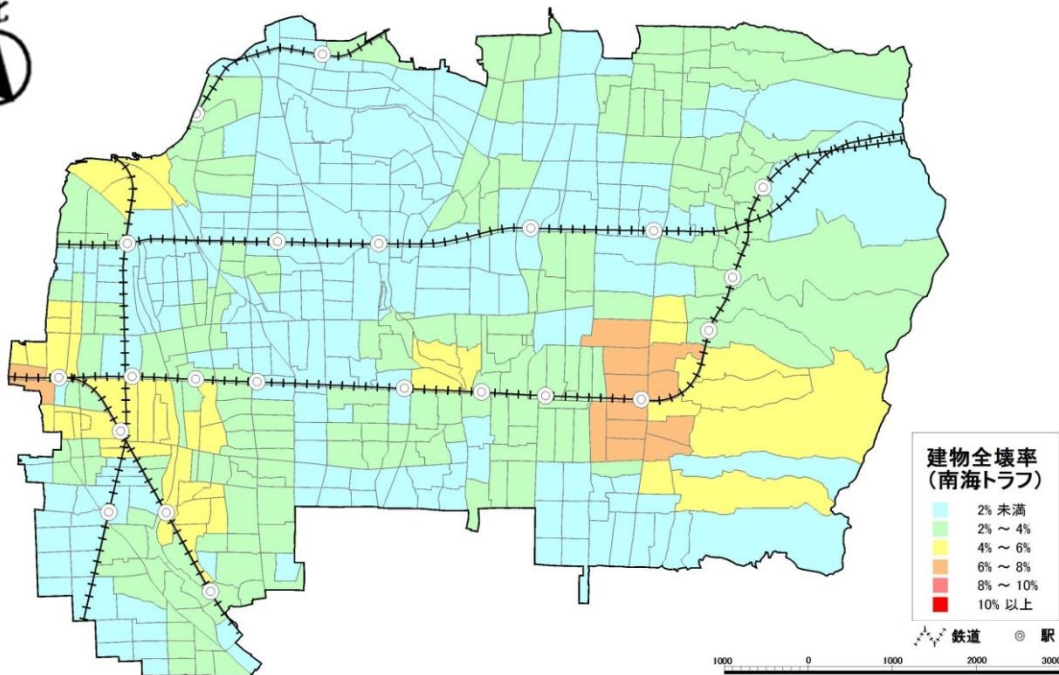 建物全壊率
(南海トラフ)
2% 未満
2% ~ 4%
4% ~ 6%
6% ~ 8%
8% ~ 10%
10% 以上
鉄道 ◎ 駅
1000 0 1000 2000 3000